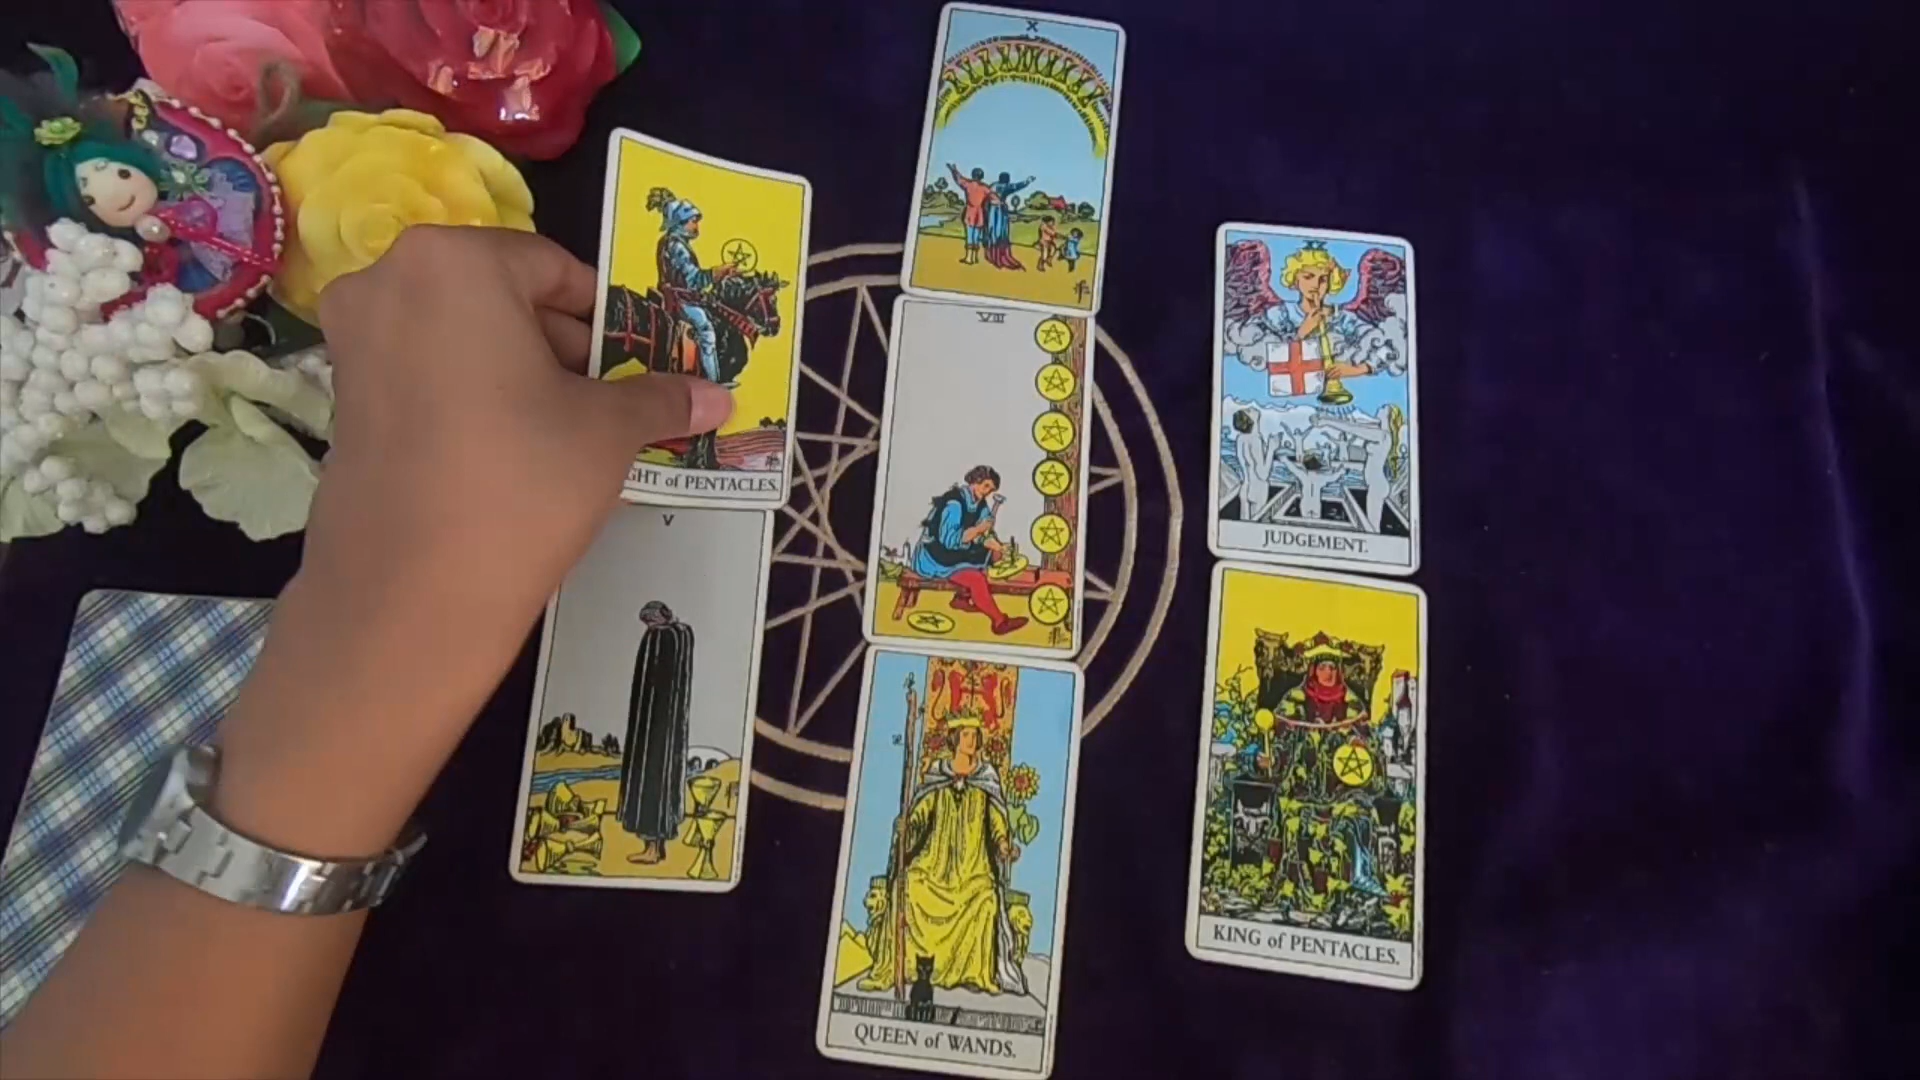 X
GHT of PENTACLES.
V
VIII
QUEEN of WANDS.
JUDGEMENT.
KING of PENTACLES.